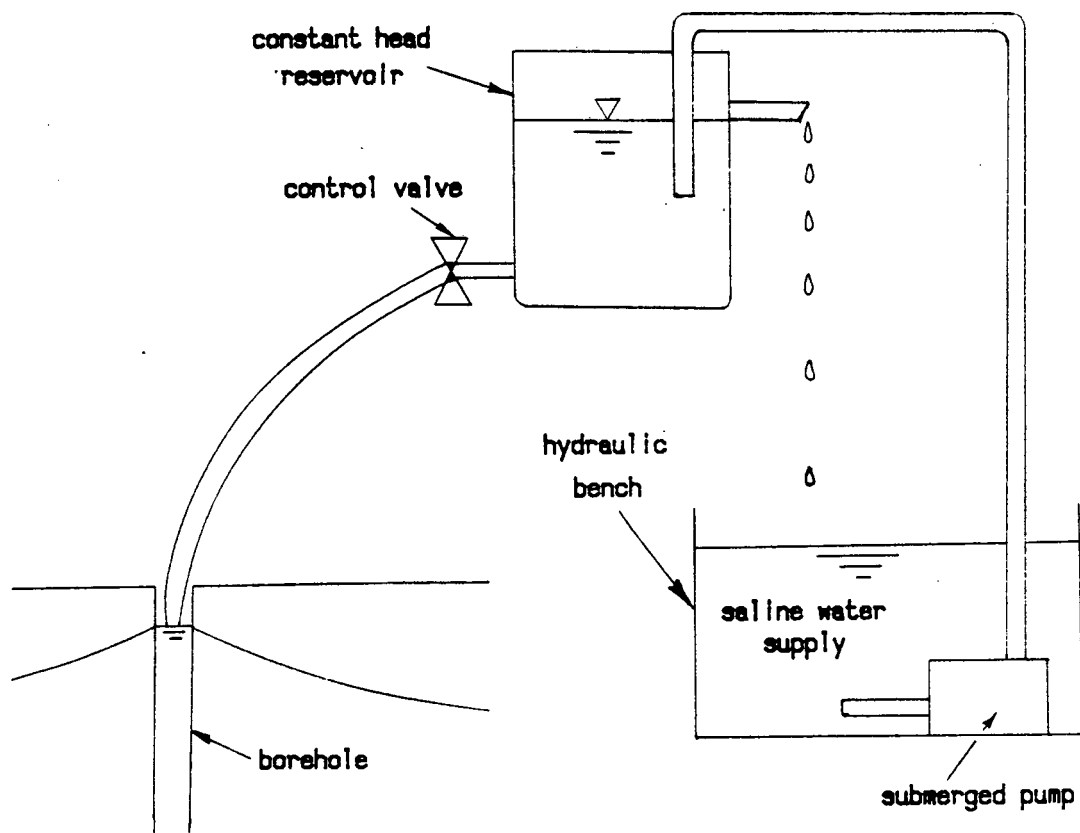 constant head
reservoir
control valve
hydraulic
bench
saline water
supply
borehole
submerged pump